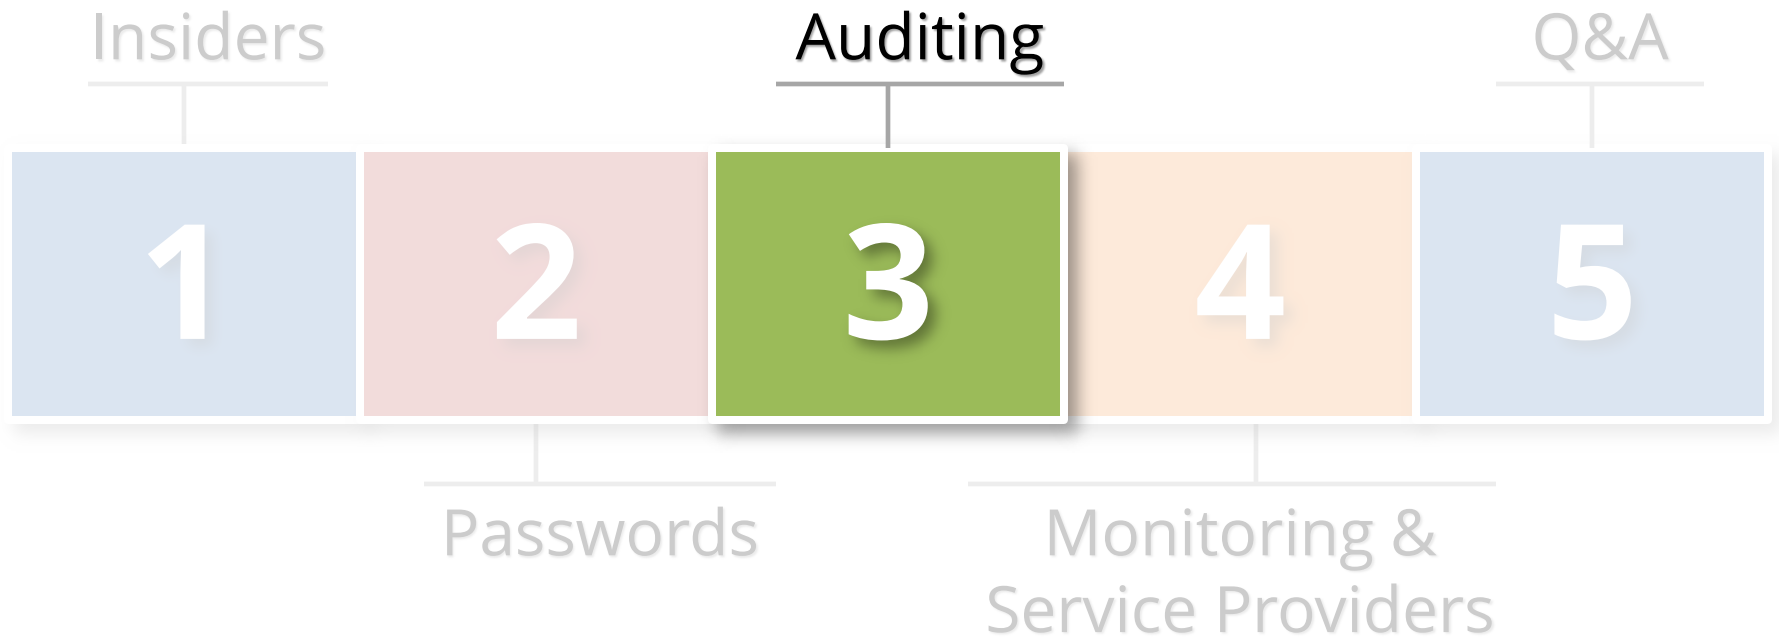 Insiders
Auditing
Q&A
1
2
3
4
5
Passwords
Monitoring &
Service Providers